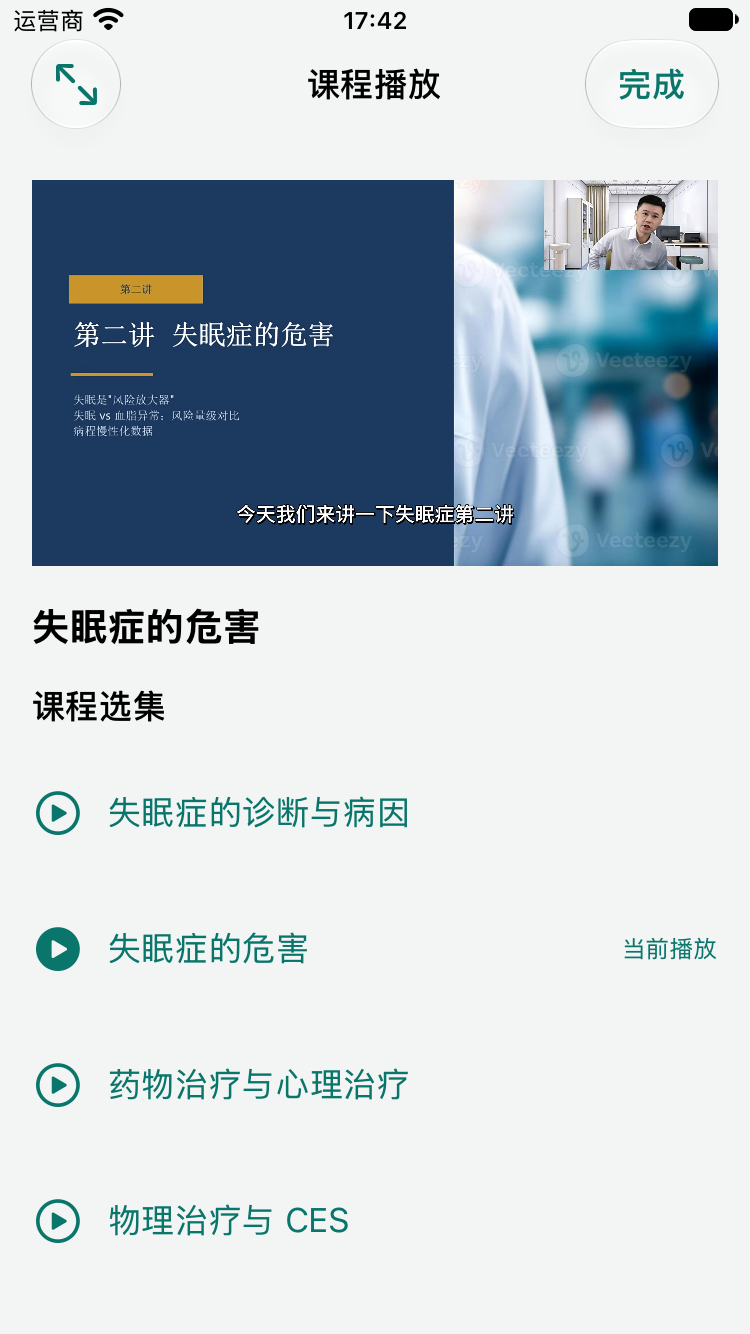 运营商
17:42
课程播放
完成
第二讲
第二讲 失眠症的危害
失眠是"风险放大器"
失眠 vs 血脂异常：风险量级对比
病程慢性化数据
Vecteezy
Vecteezy
Vecteezy
Vecteezy
今天我们来讲一下失眠症第二讲
失眠症的危害
课程选集
失眠症的诊断与病因
失眠症的危害
当前播放
药物治疗与心理治疗
物理治疗与 CES